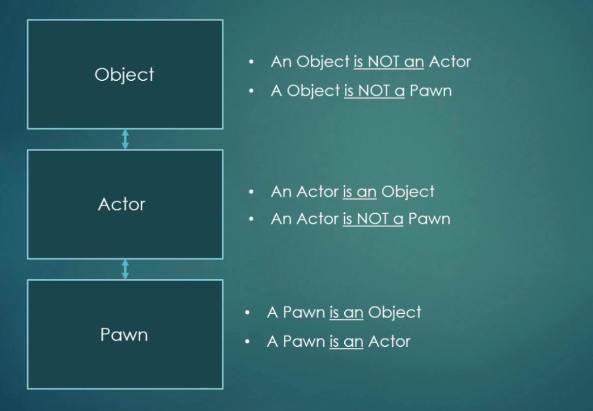 Object
• An Object is NOT an Actor
• A Object is NOT a Pawn
Actor
• An Actor is an Object
• An Actor is NOT a Pawn
Pawn
• A Pawn is an Object
• A Pawn is an Actor